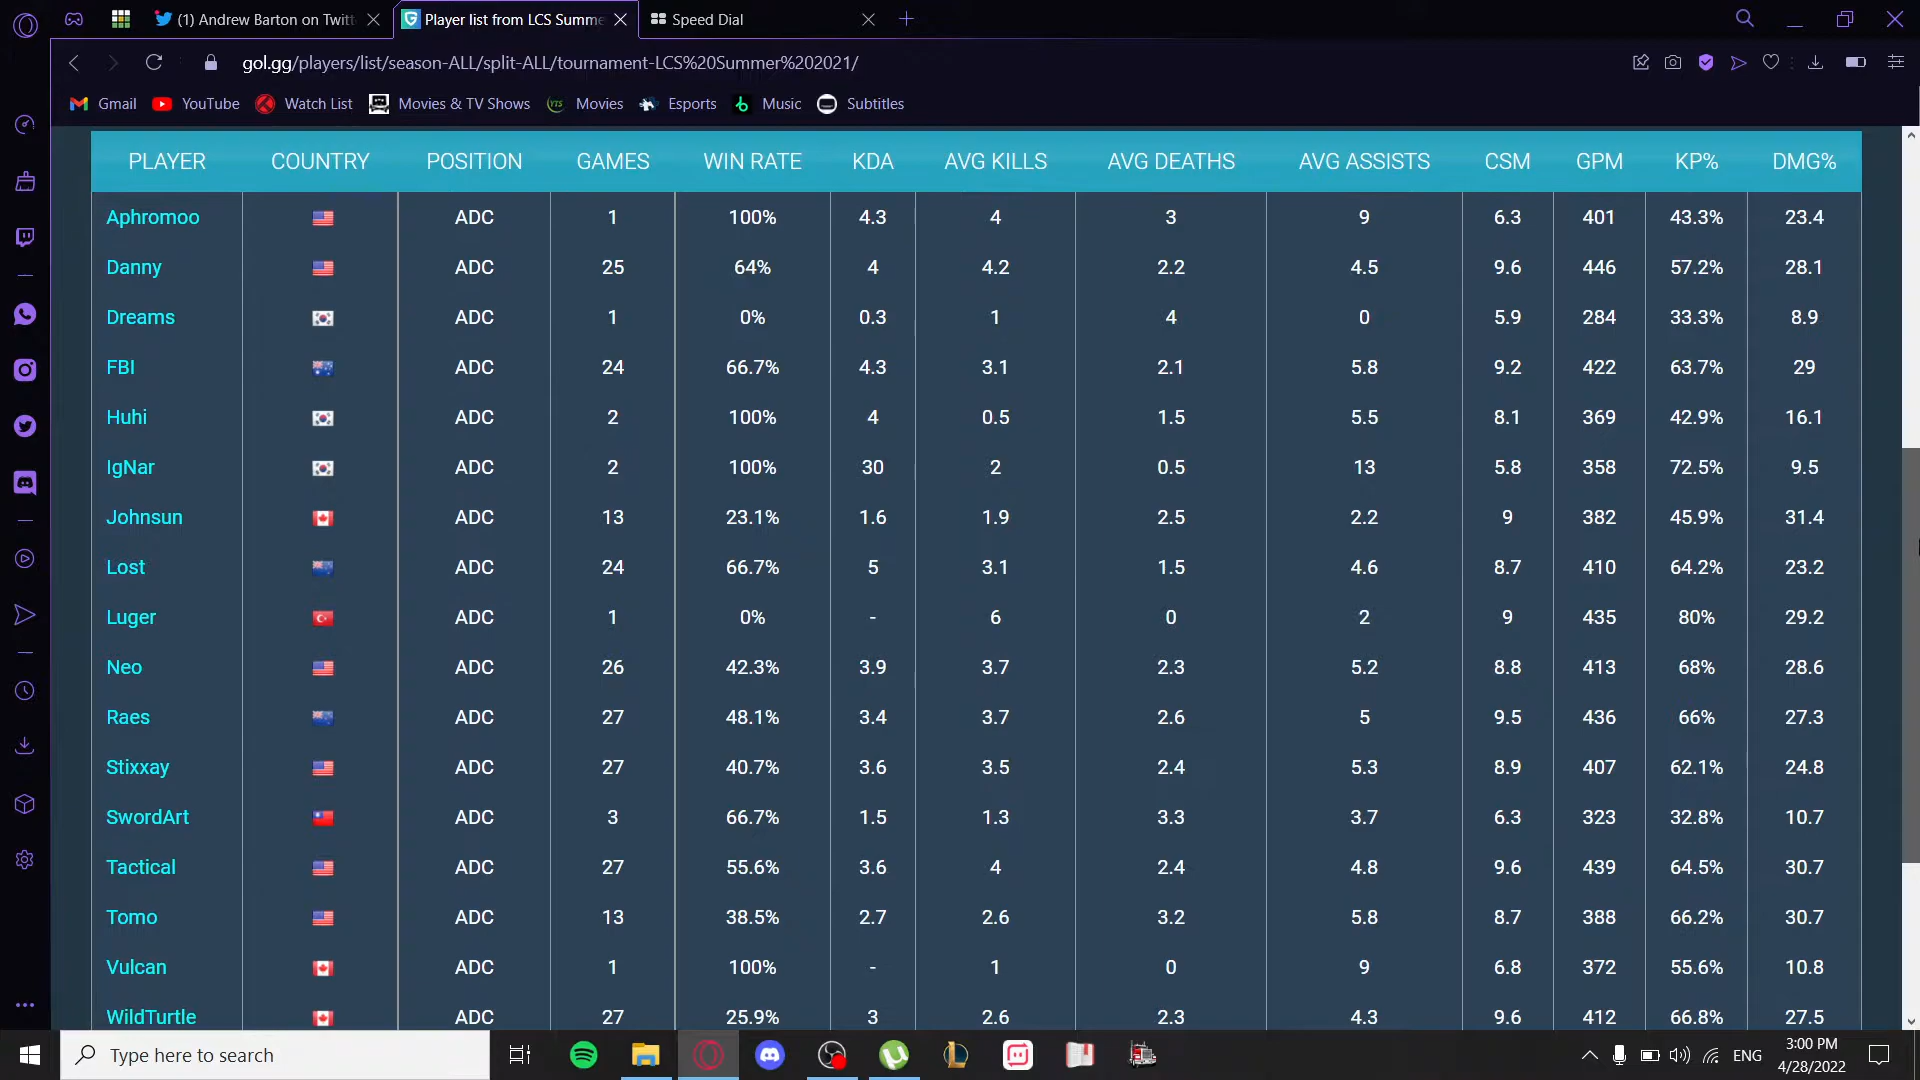 (1) Andrew Barton on Twitt
Player list from LCS Summe
Speed Dial
gol.gg/players/list/season-ALL/split-ALL/tournament-LCS%20Summer%202021/
Gmail YouTube Watch List Movies & TV Shows YTS Movies Esports Music Subtitles
PLAYER COUNTRY POSITION GAMES WIN RATE KDA AVG KILLS AVG DEATHS AVG ASSISTS CSM GPM KP% DMG%
Aphromoo ADC 1 100% 4.3 4 3 9 6.3 401 43.3% 23.4
Danny ADC 25 64% 4 4.2 2.2 4.5 9.6 446 57.2% 28.1
Dreams ADC 1 0% 0.3 1 4 0 5.9 284 33.3% 8.9
FBI ADC 24 66.7% 4.3 3.1 2.1 5.8 9.2 422 63.7% 29
Huhi ADC 2 100% 4 0.5 1.5 5.5 8.1 369 42.9% 16.1
IgNar ADC 2 100% 30 2 0.5 13 5.8 358 72.5% 9.5
Johnsun ADC 13 23.1% 1.6 1.9 2.5 2.2 9 382 45.9% 31.4
Lost ADC 24 66.7% 5 3.1 1.5 4.6 8.7 410 64.2% 23.2
Luger ADC 1 0% - 6 0 2 9 435 80% 29.2
Neo ADC 26 42.3% 3.9 3.7 2.3 5.2 8.8 413 68% 28.6
Raes ADC 27 48.1% 3.4 3.7 2.6 5 9.5 436 66% 27.3
Stixxay ADC 27 40.7% 3.6 3.5 2.4 5.3 8.9 407 62.1% 24.8
SwordArt ADC 3 66.7% 1.5 1.3 3.3 3.7 6.3 323 32.8% 10.7
Tactical ADC 27 55.6% 3.6 4 2.4 4.8 9.6 439 64.5% 30.7
Tomo ADC 13 38.5% 2.7 2.6 3.2 5.8 8.7 388 66.2% 30.7
Vulcan ADC 1 100% - 1 0 9 6.8 372 55.6% 10.8
WildTurtle ADC 27 25.9% 3 2.6 2.3 4.3 9.6 412 66.8% 27.5
Type here to search
ENG
3:00 PM
4/28/2022